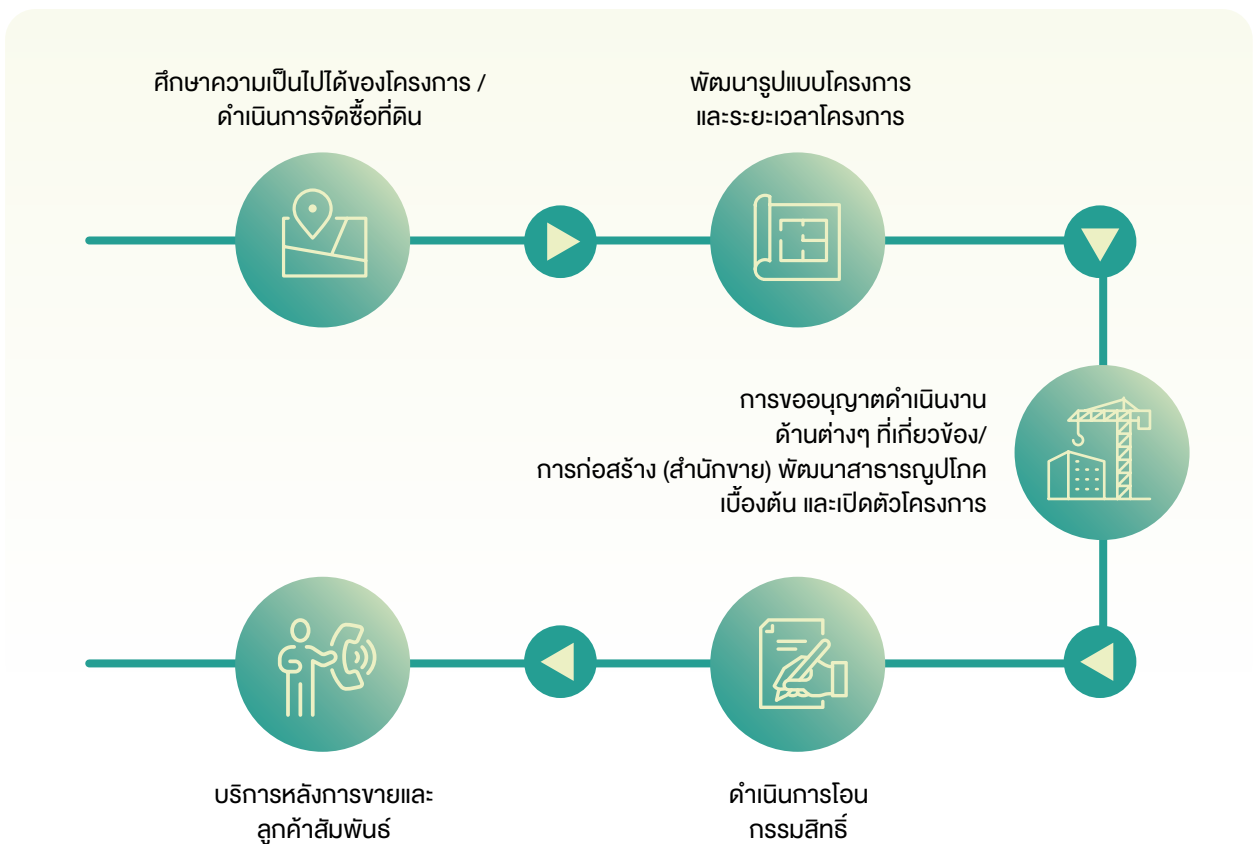 ศึกษาความเป็นไปได้ของโครงการ /
ดำเนินการจัดซื้อที่ดิน
พัฒนารูปแบบโครงการ
และระยะเวลาโครงการ
การขออนุญาตดำเนินงาน
ด้านต่างๆ ที่เกี่ยวข้อง/
การก่อสร้าง (สำนักขาย) พัฒนาสาธารณูปโภค
เบื้องต้น และเปิดตัวโครงการ
ดำเนินการโอน
กรรมสิทธิ์
บริการหลังการขายและ
ลูกค้าสัมพันธ์